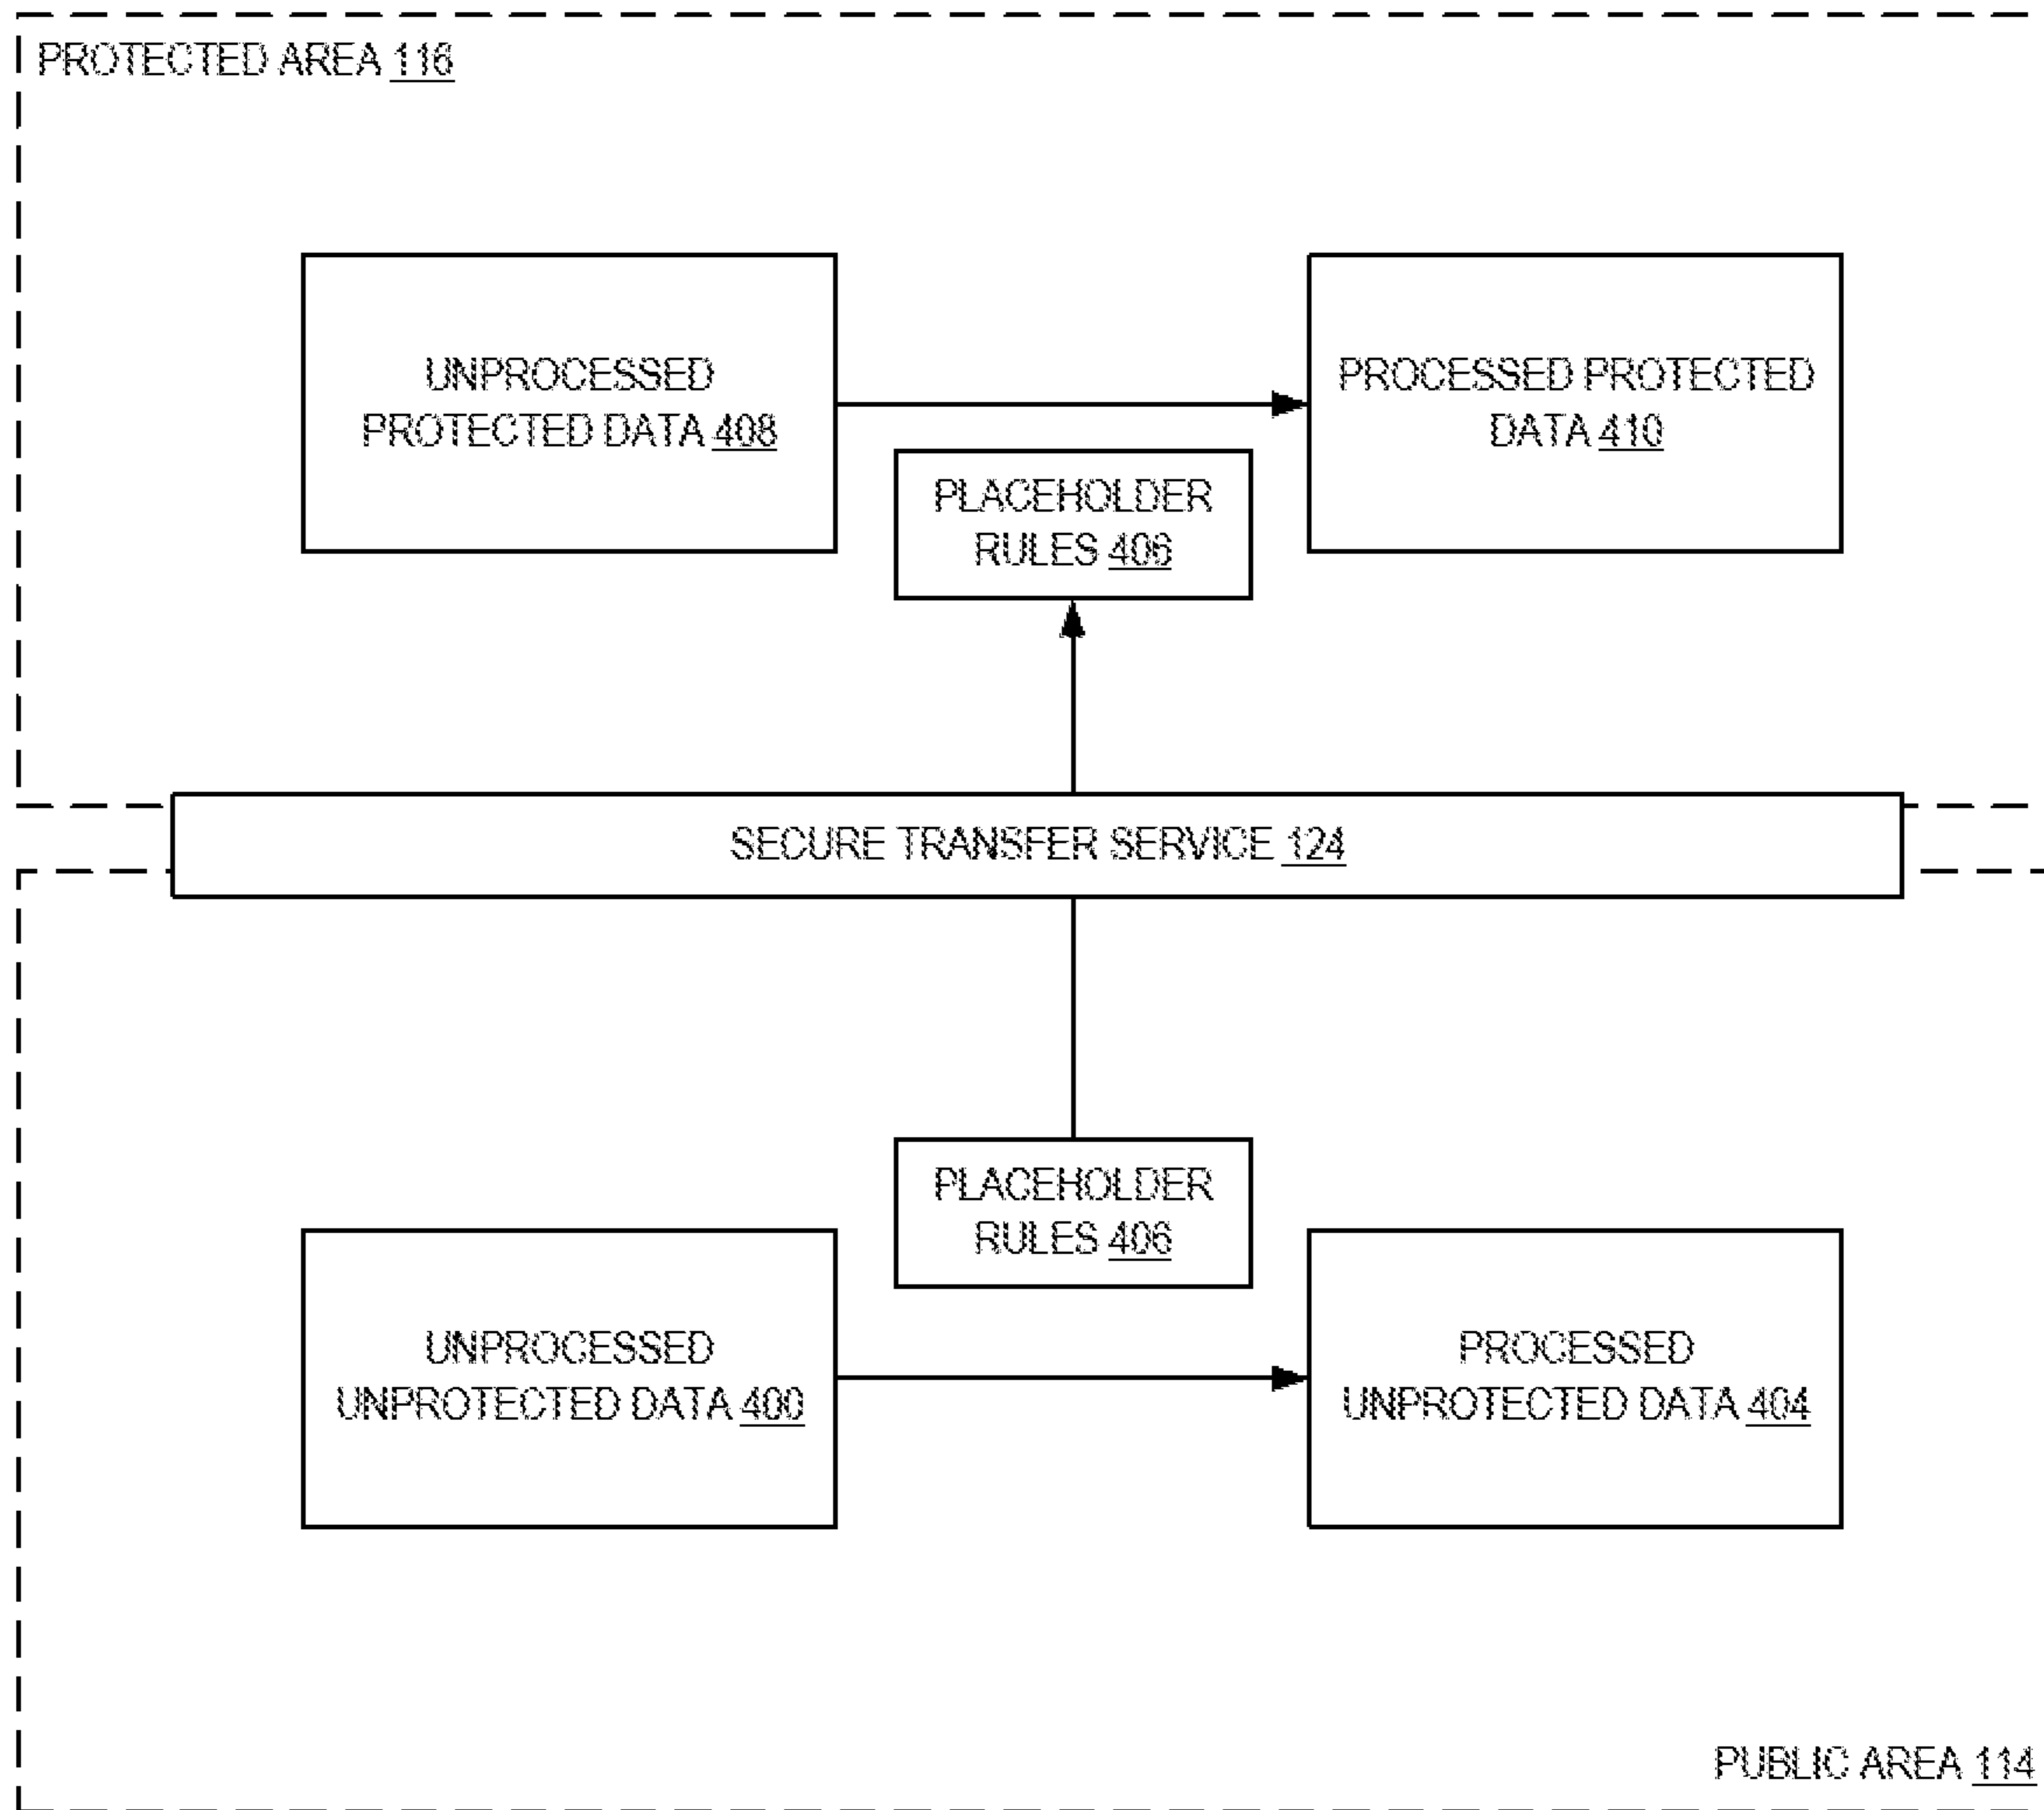 PROTECTED AREA 116
UNPROCESSED
PROTECTED DATA 408
PROCESSED PROTECTED
DATA 410
PLACEHOLDER
RULES 406
SECURE TRANSFER SERVICE 124
PLACEHOLDER
RULES 406
UNPROCESSED
UNPROTECTED DATA 400
PROCESSED
UNPROTECTED DATA 404
PUBLIC AREA 114